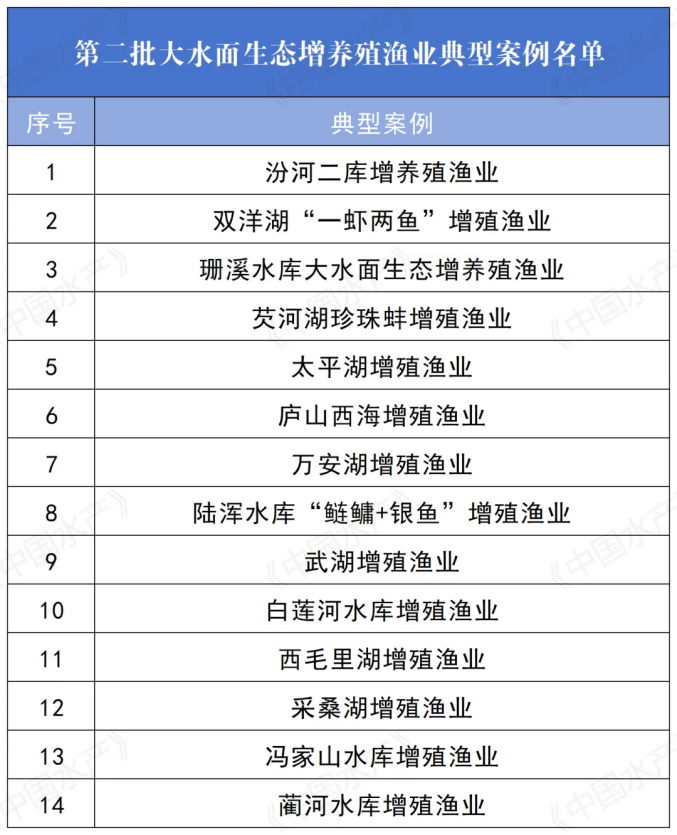 第二批大水面生态增养殖渔业典型案例名单
序号 典型案例
1 汾河二库增养殖渔业
2 双洋湖“一虾两鱼”增殖渔业
3 珊溪水库大水面生态增养殖渔业
4 芡河湖珍珠蚌增殖渔业
5 太平湖增殖渔业
6 庐山西海增殖渔业
7 万安湖增殖渔业
8 陆浑水库“鲢鳙+银鱼”增殖渔业
9 武湖增殖渔业
10 白莲河水库增殖渔业
11 西毛里湖增殖渔业
12 采桑湖增殖渔业
13 冯家山水库增殖渔业
14 蔺河水库增殖渔业
《中国水产》